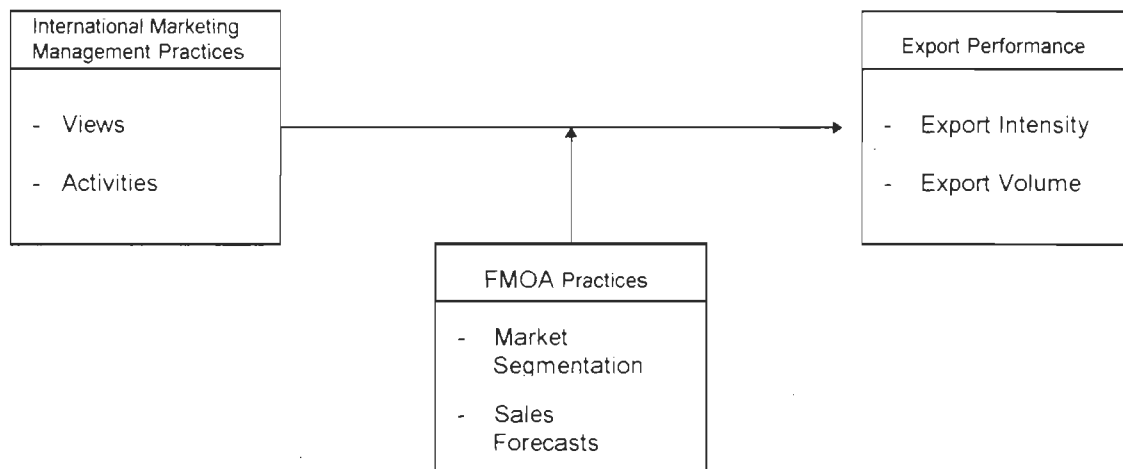 International Marketing
Management Practices
- Views
- Activities
Export Performance
- Export Intensity
- Export Volume
FMOA Practices
- Market
Segmentation
- Sales
Forecasts